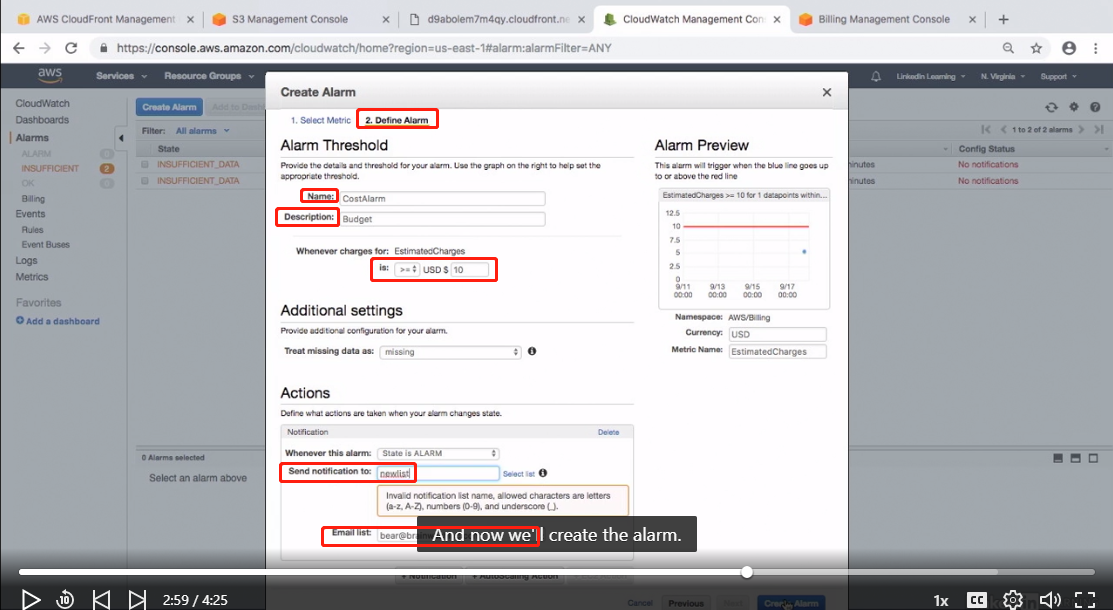 AWS CloudFront Management
S3 Management Console
d9abolem7m4qy.cloudfront.ne
CloudWatch Management Con
Billing Management Console
https://console.aws.amazon.com/cloudwatch/home?region=us-east-1#alarm:alarmFilter=ANY
aws
Services
Resource Groups
LinkedIn Learning
N. Virginia
Support
CloudWatch
Dashboards
Alarms
ALARM 0
INSUFFICIENT 2
OK 0
Billing
Events
Rules
Event Buses
Logs
Metrics
Favorites
Add a dashboard
Create Alarm
Add to Dash
Filter: All alarms
1 to 2 of 2 alarms
State
Config Status
INSUFFICIENT_DATA
minutes
No notifications
INSUFFICIENT_DATA
minutes
No notifications
0 Alarms selected
Select an alarm above
Create Alarm
1. Select Metric
2. Define Alarm
Alarm Threshold
Provide the details and threshold for your alarm. Use the graph on the right to help set the
appropriate threshold.
Name: CostAlarm
Description: Budget
Whenever charges for: EstimatedCharges
is: >= USD $ 10
Additional settings
Provide additional configuration for your alarm.
Treat missing data as: missing
Actions
Define what actions are taken when your alarm changes state.
Notification
Delete
Whenever this alarm: State is ALARM
Send notification to: newlist
Select list
Invalid notification list name, allowed characters are letters
(a-z, A-Z), numbers (0-9), and underscore (_).
Email list: bear@brain
+ Notification
+ AutoScaling Action
Alarm Preview
This alarm will trigger when the blue line goes up
to or above the red line
EstimatedCharges >= 10 for 1 datapoints within...
12.5
10
7.5
5
2.5
0
9/11 9/13 9/15 9/17
00:00 00:00 00:00 00:00
Namespace: AWS/Billing
Currency: USD
Metric Name: EstimatedCharges
And now we'll create the alarm.
Cancel
Previous
Next
Create Alarm
10
2:59 / 4:25
1x
CC